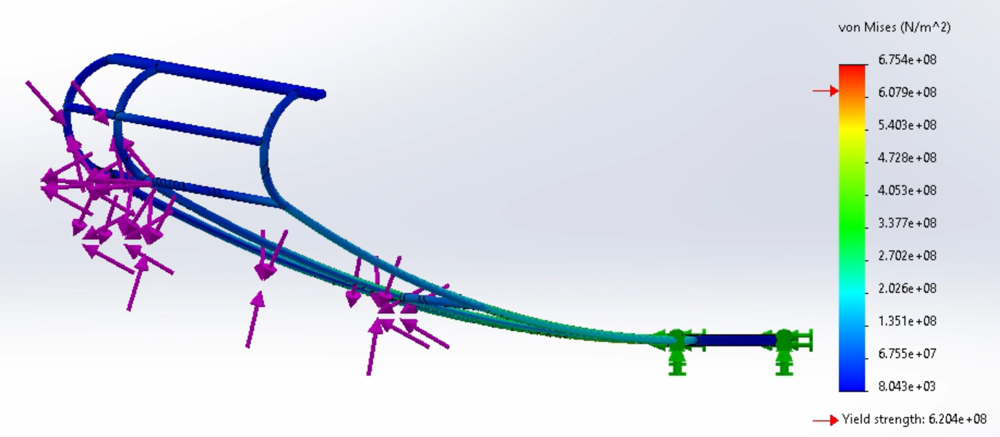 von Mises (N/m^2)
6.754e+08
6.079e+08
5.403e+08
4.728e+08
4.053e+08
3.377e+08
2.702e+08
2.026e+08
1.351e+08
6.755e+07
8.043e+03
Yield strength: 6.204e+08